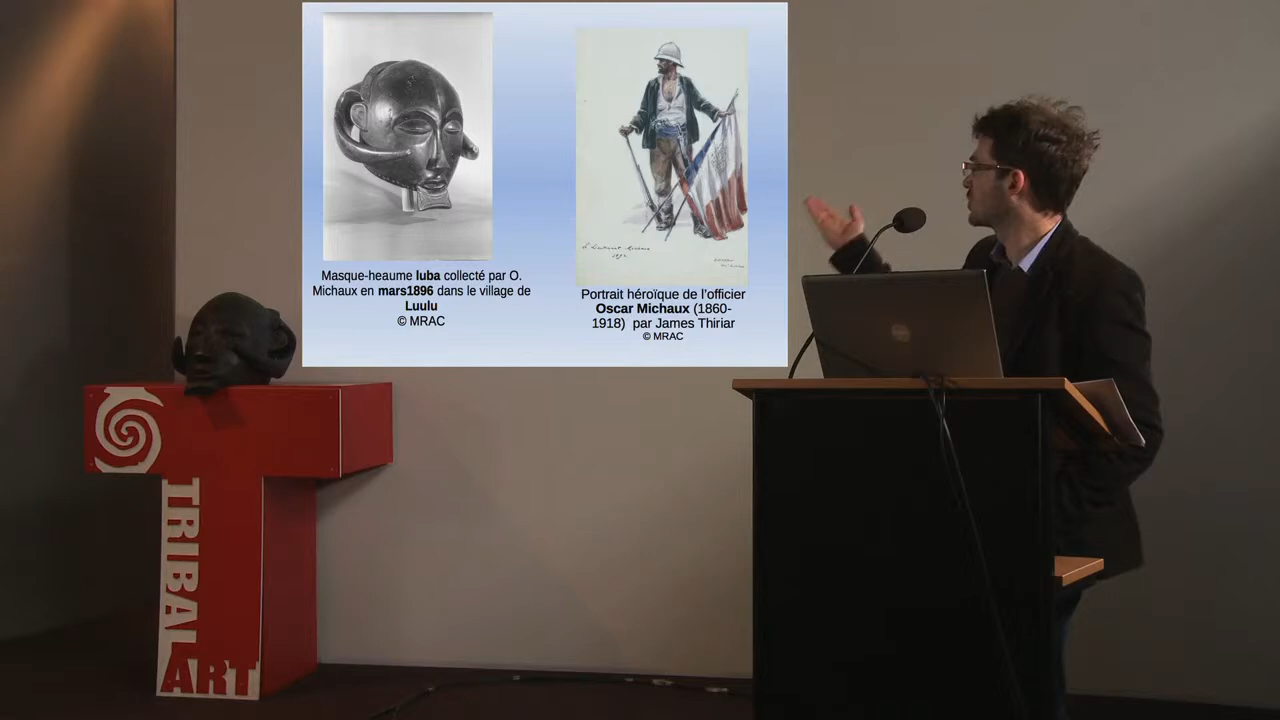 Masque-heaume luba collecté par O.
Michaux en mars1896 dans le village de
Luulu
© MRAC
Portrait héroïque de l'officier
Oscar Michaux (1860-
1918) par James Thiriar
© MRAC
TRIBAL
ART